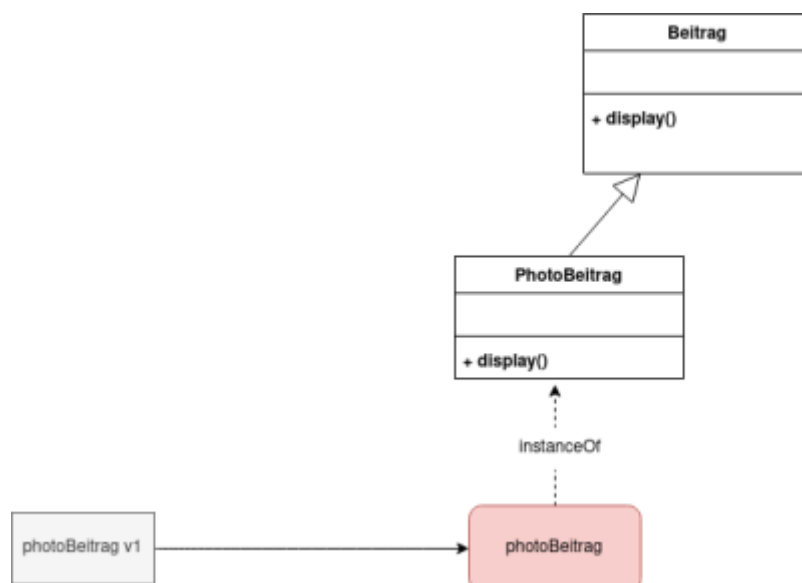 Beitrag
+ display()
PhotoBeitrag
+ display()
instanceOf
photoBeitrag v1
photoBeitrag